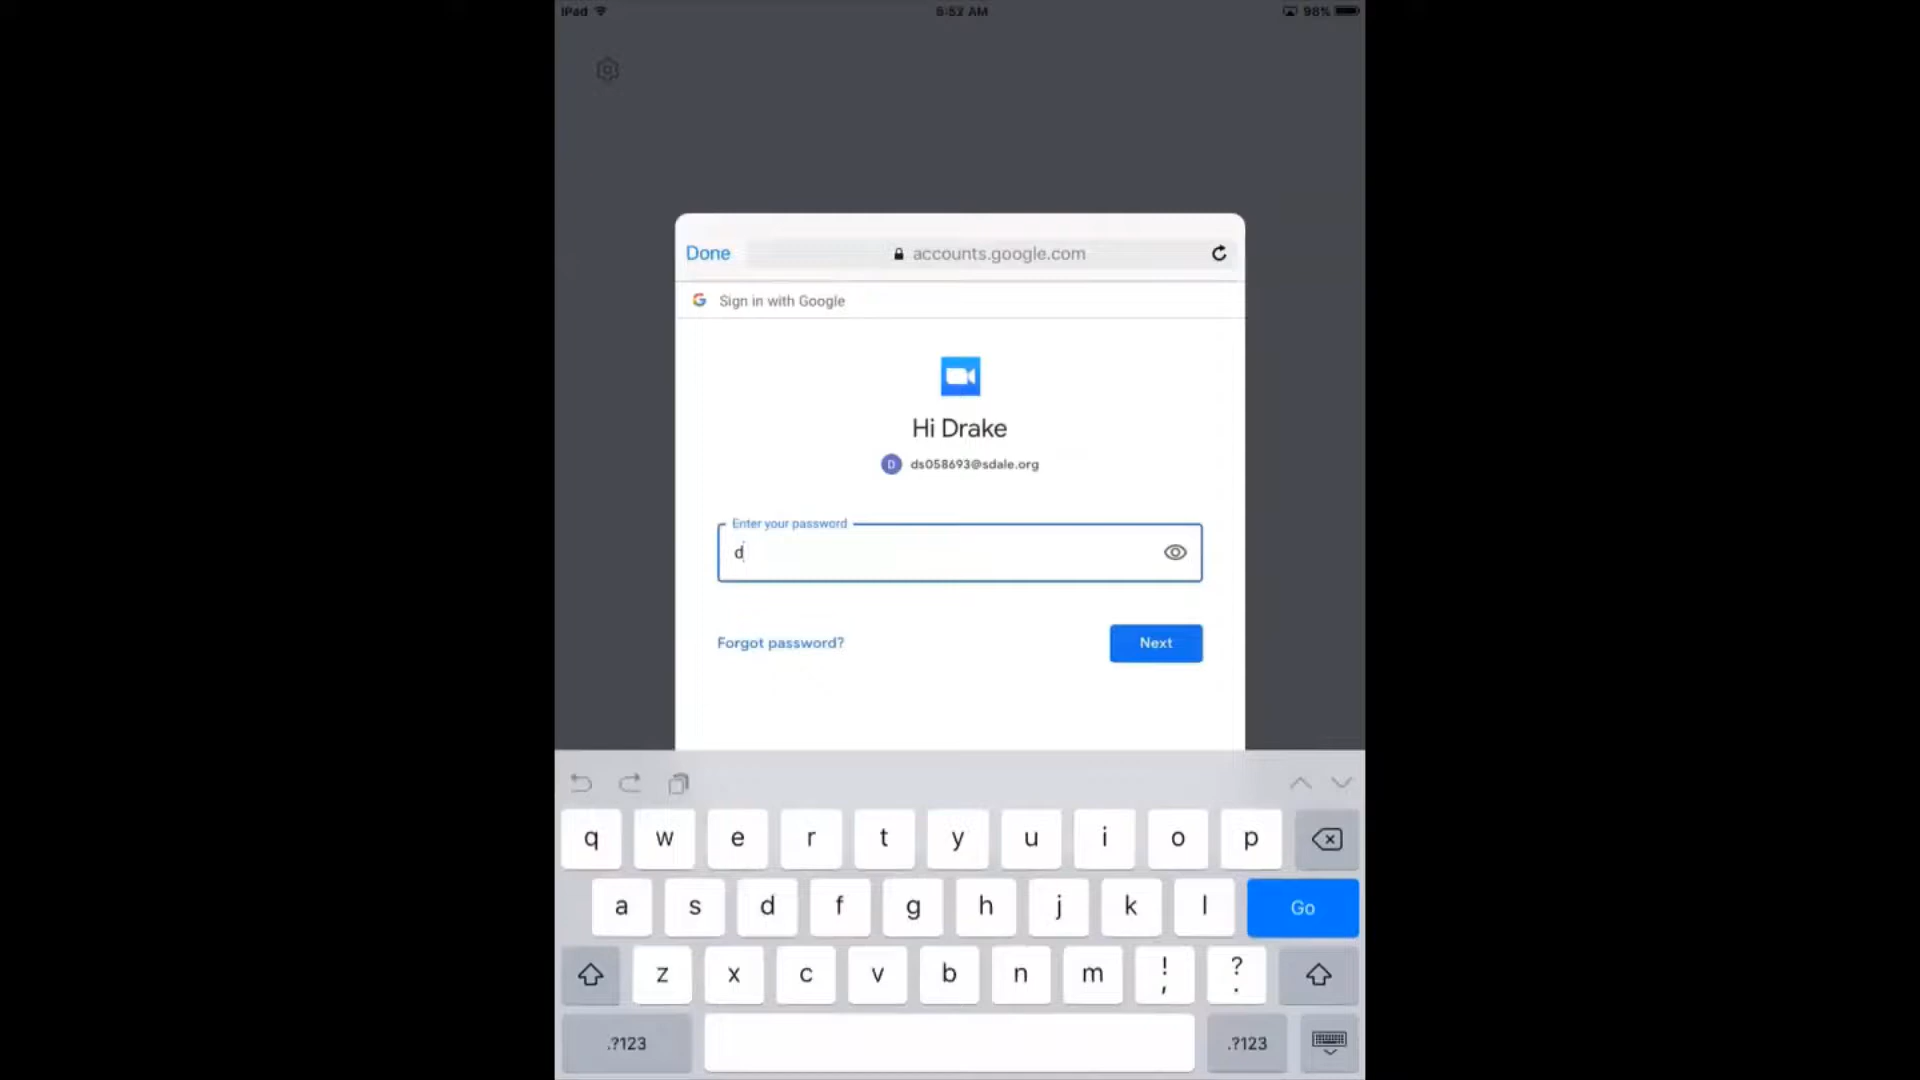 iPad 8:52 AM 98%
Done accounts.google.com
Sign in with Google
Hi Drake
D ds058693@sdale.org
Enter your password
d
Forgot password? Next
q w e r t y u i o p
a s d f g h j k l Go
z x c v b n m ! , ? .
.?123 .?123